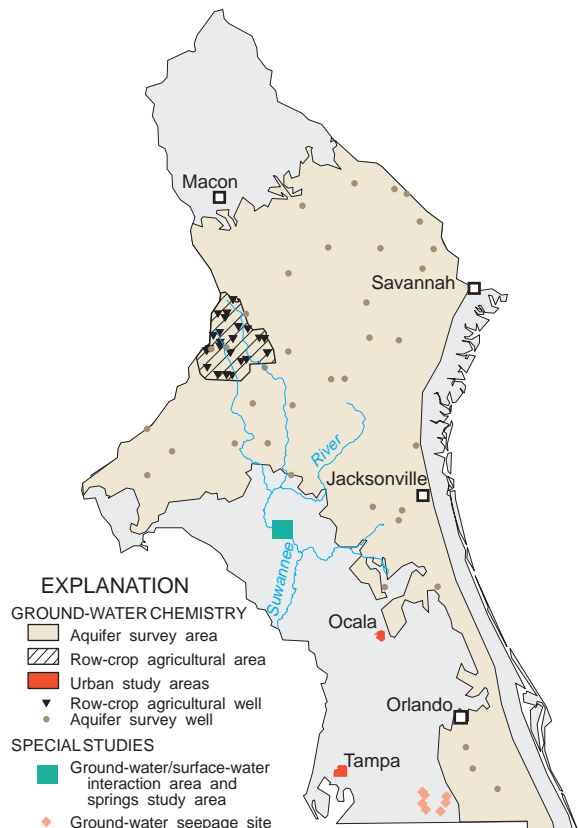 Macon
Savannah
River
Jacksonville
Suwannee
EXPLANATION
GROUND-WATER CHEMISTRY
Aquifer survey area
Row-crop agricultural area
Urban study areas
Row-crop agricultural well
Aquifer survey well
SPECIAL STUDIES
Ground-water/surface-water
interaction area and
springs study area
Ground-water seepage site
Ocala
Orlando
Tampa